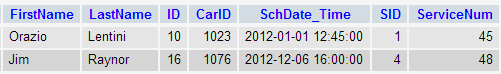 FirstName LastName ID CarID SchDate_Time SID ServiceNum
Orazio Lentini 10 1023 2012-01-01 12:45:00 1 45
Jim Raynor 16 1076 2012-12-06 16:00:00 4 48